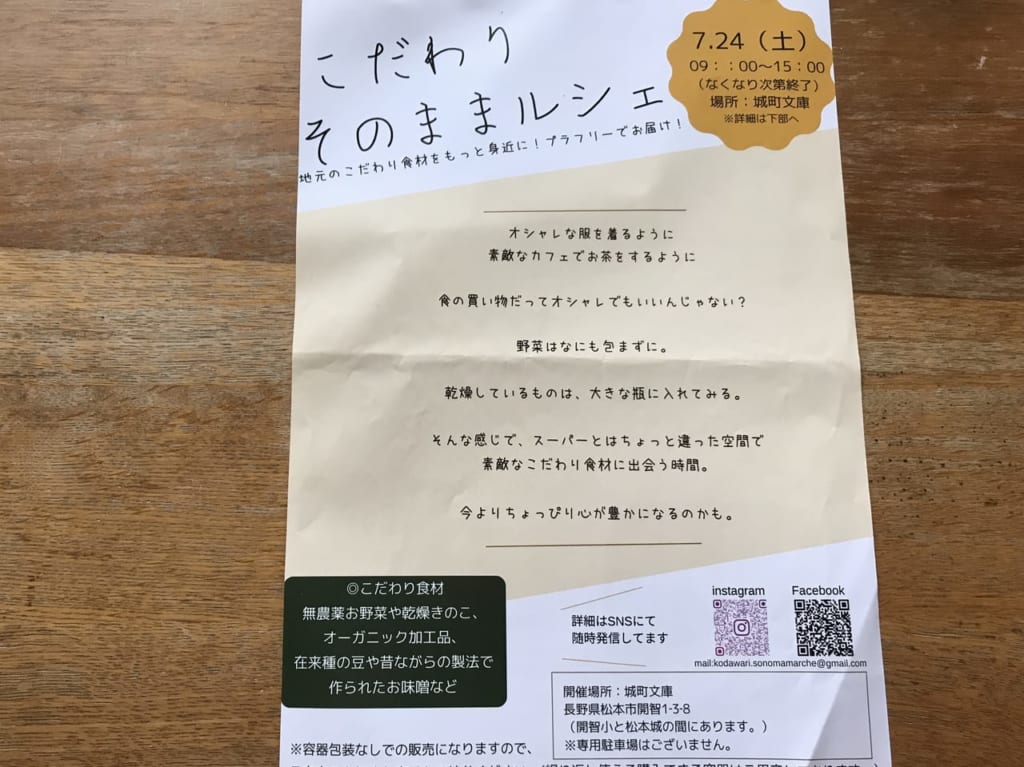 こだわり
そのままルシェ
地元のこだわり食材をもっと身近に！プラフリーでお届け！
7.24（土）
09：：00〜15：00
（なくなり次第終了）
場所：城町文庫
※詳細は下部へ
オシャレな服を着るように
素敵なカフェでお茶をするように
食の買い物だってオシャレでもいいんじゃない？
野菜はなにも包まずに。
乾燥しているものは、大きな瓶に入れてみる。
そんな感じで、スーパーとはちょっと違った空間で
素敵なこだわり食材に出会う時間。
今よりちょっぴり心が豊かになるのかも。
◎こだわり食材
無農薬お野菜や乾燥きのこ、
オーガニック加工品、
在来種の豆や昔ながらの製法で
作られたお味噌など
詳細はSNSにて
随時発信してます
instagram
Facebook
mail:kodawari.sonomamarche@gmail.com
開催場所：城町文庫
長野県松本市開智1-3-8
（開智小と松本城の間にあります。）
※専用駐車場はございません。
※容器包装なしでの販売になりますので、